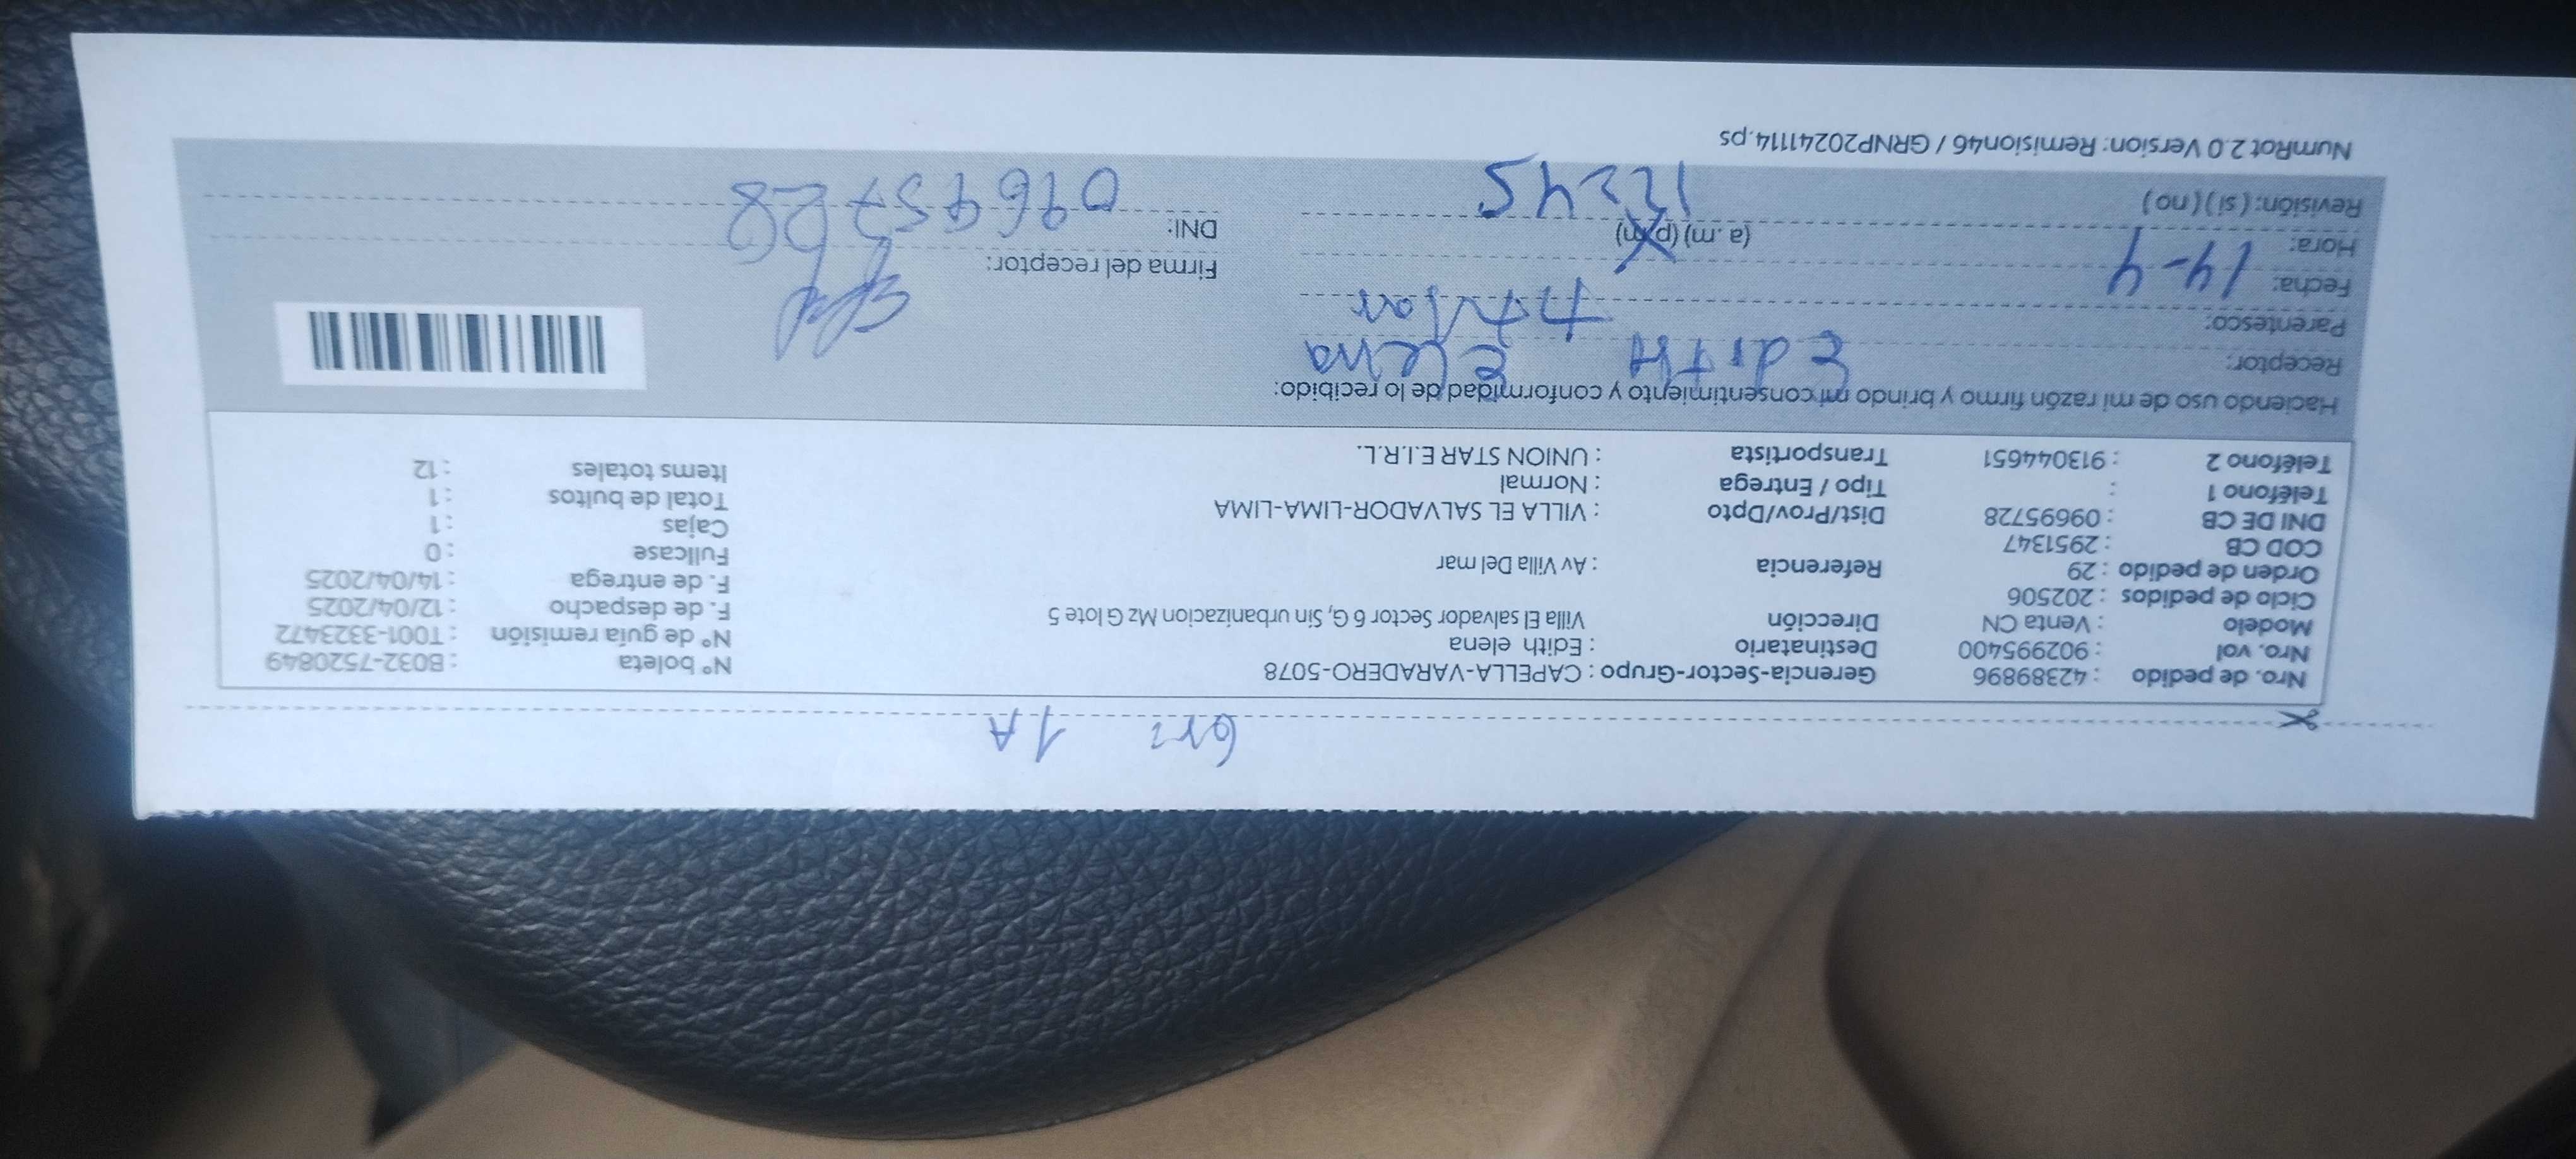 Gri 1A
Nro. de pedido : 42389896 Gerencia-Sector-Grupo : CAPELLA-VARADERO-5078 Nº boleta : B032-7520849
Nro. vol : 902995400 Destinatario : Edith elena Nº de guía remisión : T001-3323472
Modelo : Venta CN Dirección Villa El salvador Sector 6 G, Sin urbanizacion Mz G lote 5 F. de despacho : 12/04/2025
Ciclo de pedidos : 202506 F. de entrega : 14/04/2025
Orden de pedido : 29 Referencia : Av Villa Del mar Fullcase : 0
COD CB : 2951347 Cajas : 1
DNI DE CB : 09695728 Dist/Prov/Dpto : VILLA EL SALVADOR-LIMA-LIMA Total de bultos : 1
Teléfono 1 : Tipo / Entrega : Normal Items totales : 12
Teléfono 2 : 913044651 Transportista : UNION STAR E.I.R.L.
Haciendo uso de mi razón firmo y brindo mi consentimiento y conformidad de lo recibido:
Receptor: EdiTH Elena
Parentesco: Titular
Fecha: 14-4 Firma del receptor:
Hora: (a.m) (p.m) DNI: 09695728
Revisión: ( si ) ( no ) 12:45
NumRot 2.0 Version: Remision46 / GRNP20241114.ps